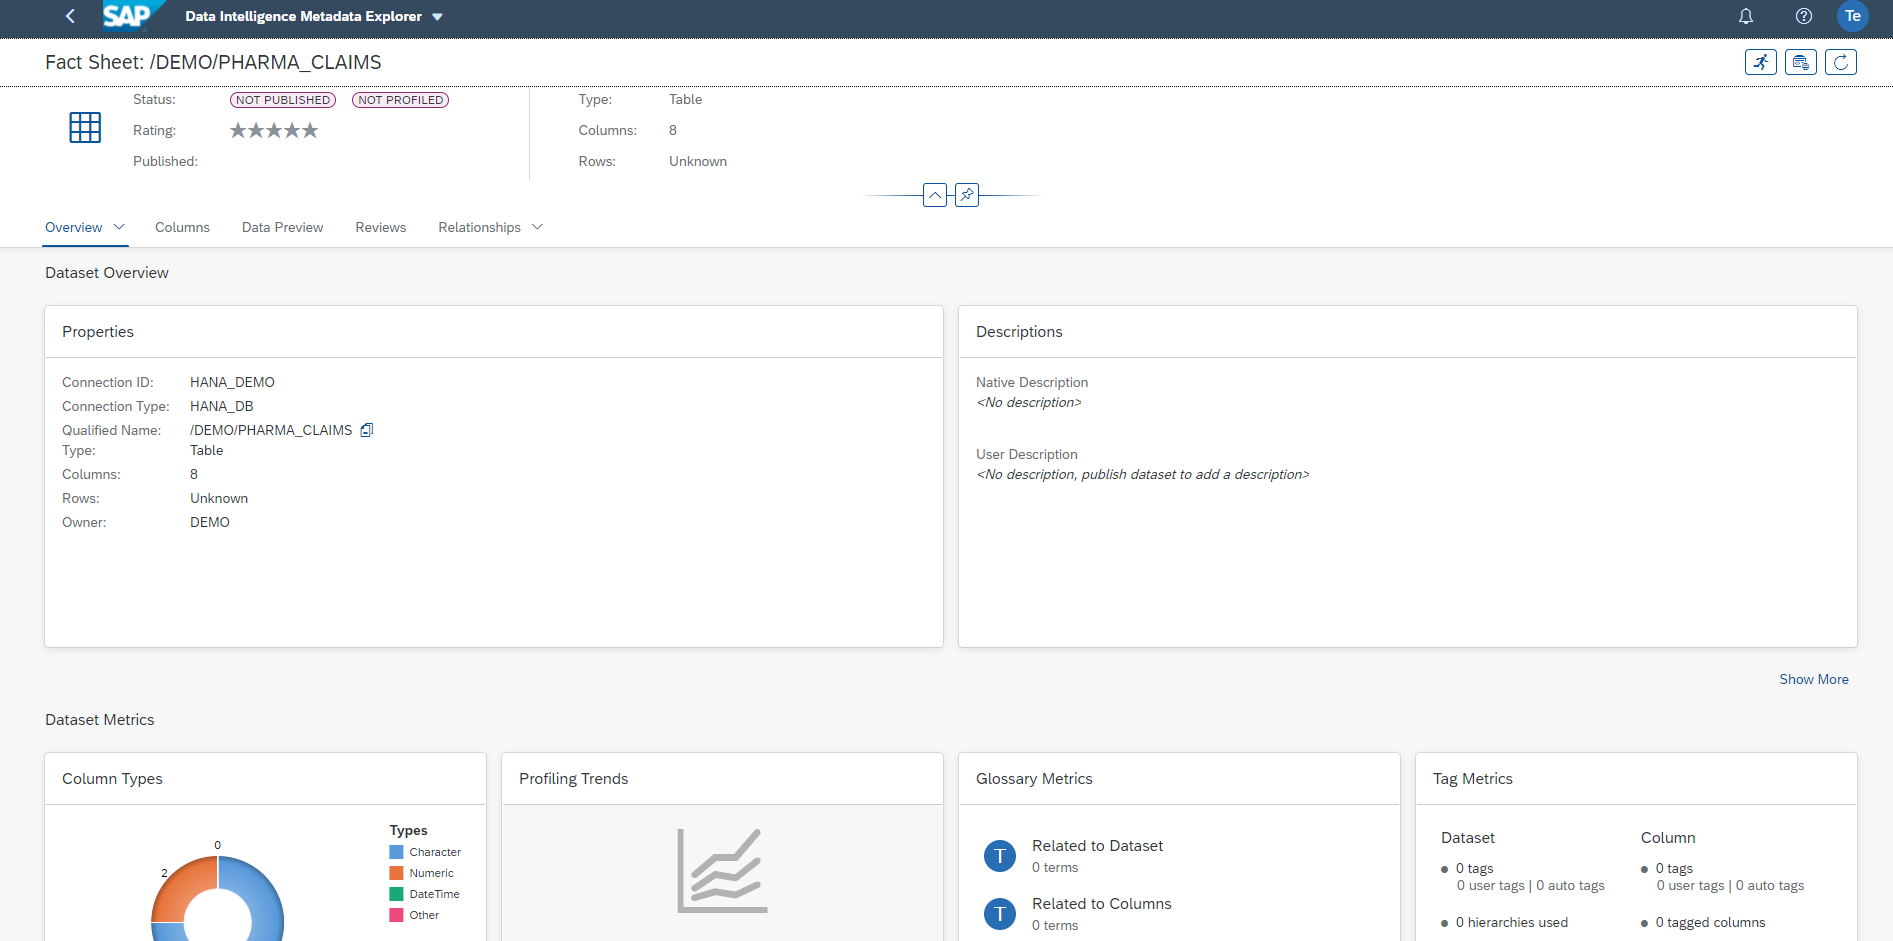 SAP Data Intelligence Metadata Explorer Te
Fact Sheet: /DEMO/PHARMA_CLAIMS
Status: NOT PUBLISHED NOT PROFILED
Rating:
Published:
Type: Table
Columns: 8
Rows: Unknown
Overview Columns Data Preview Reviews Relationships
Dataset Overview
Properties
Connection ID: HANA_DEMO
Connection Type: HANA_DB
Qualified Name: /DEMO/PHARMA_CLAIMS
Type: Table
Columns: 8
Rows: Unknown
Owner: DEMO
Descriptions
Native Description
<No description>
User Description
<No description, publish dataset to add a description>
Show More
Dataset Metrics
Column Types
0
2
Types
Character
Numeric
DateTime
Other
Profiling Trends
Glossary Metrics
T Related to Dataset
0 terms
T Related to Columns
0 terms
Tag Metrics
Dataset
0 tags
0 user tags | 0 auto tags
0 hierarchies used
Column
0 tags
0 user tags | 0 auto tags
0 tagged columns